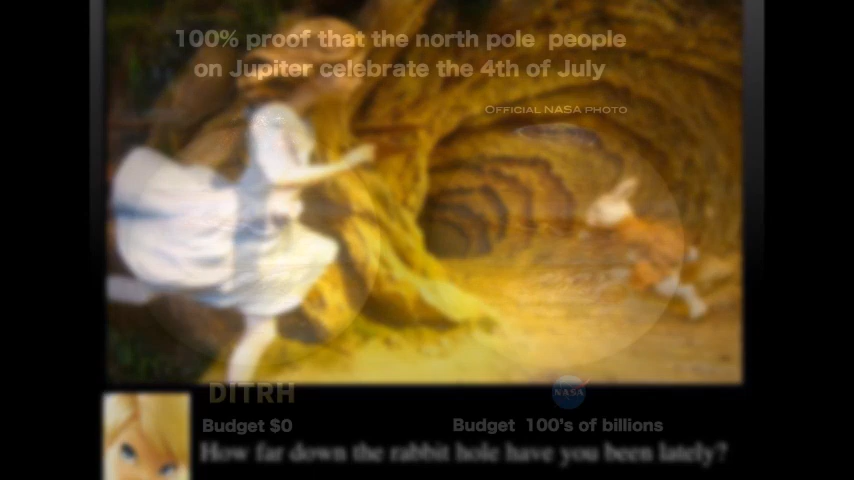 100% proof that the north pole people
on Jupiter celebrate the 4th of July
OFFICIAL NASA PHOTO
DITRH
NASA
Budget $0
Budget 100's of billions
How far down the rabbit hole have you been lately?